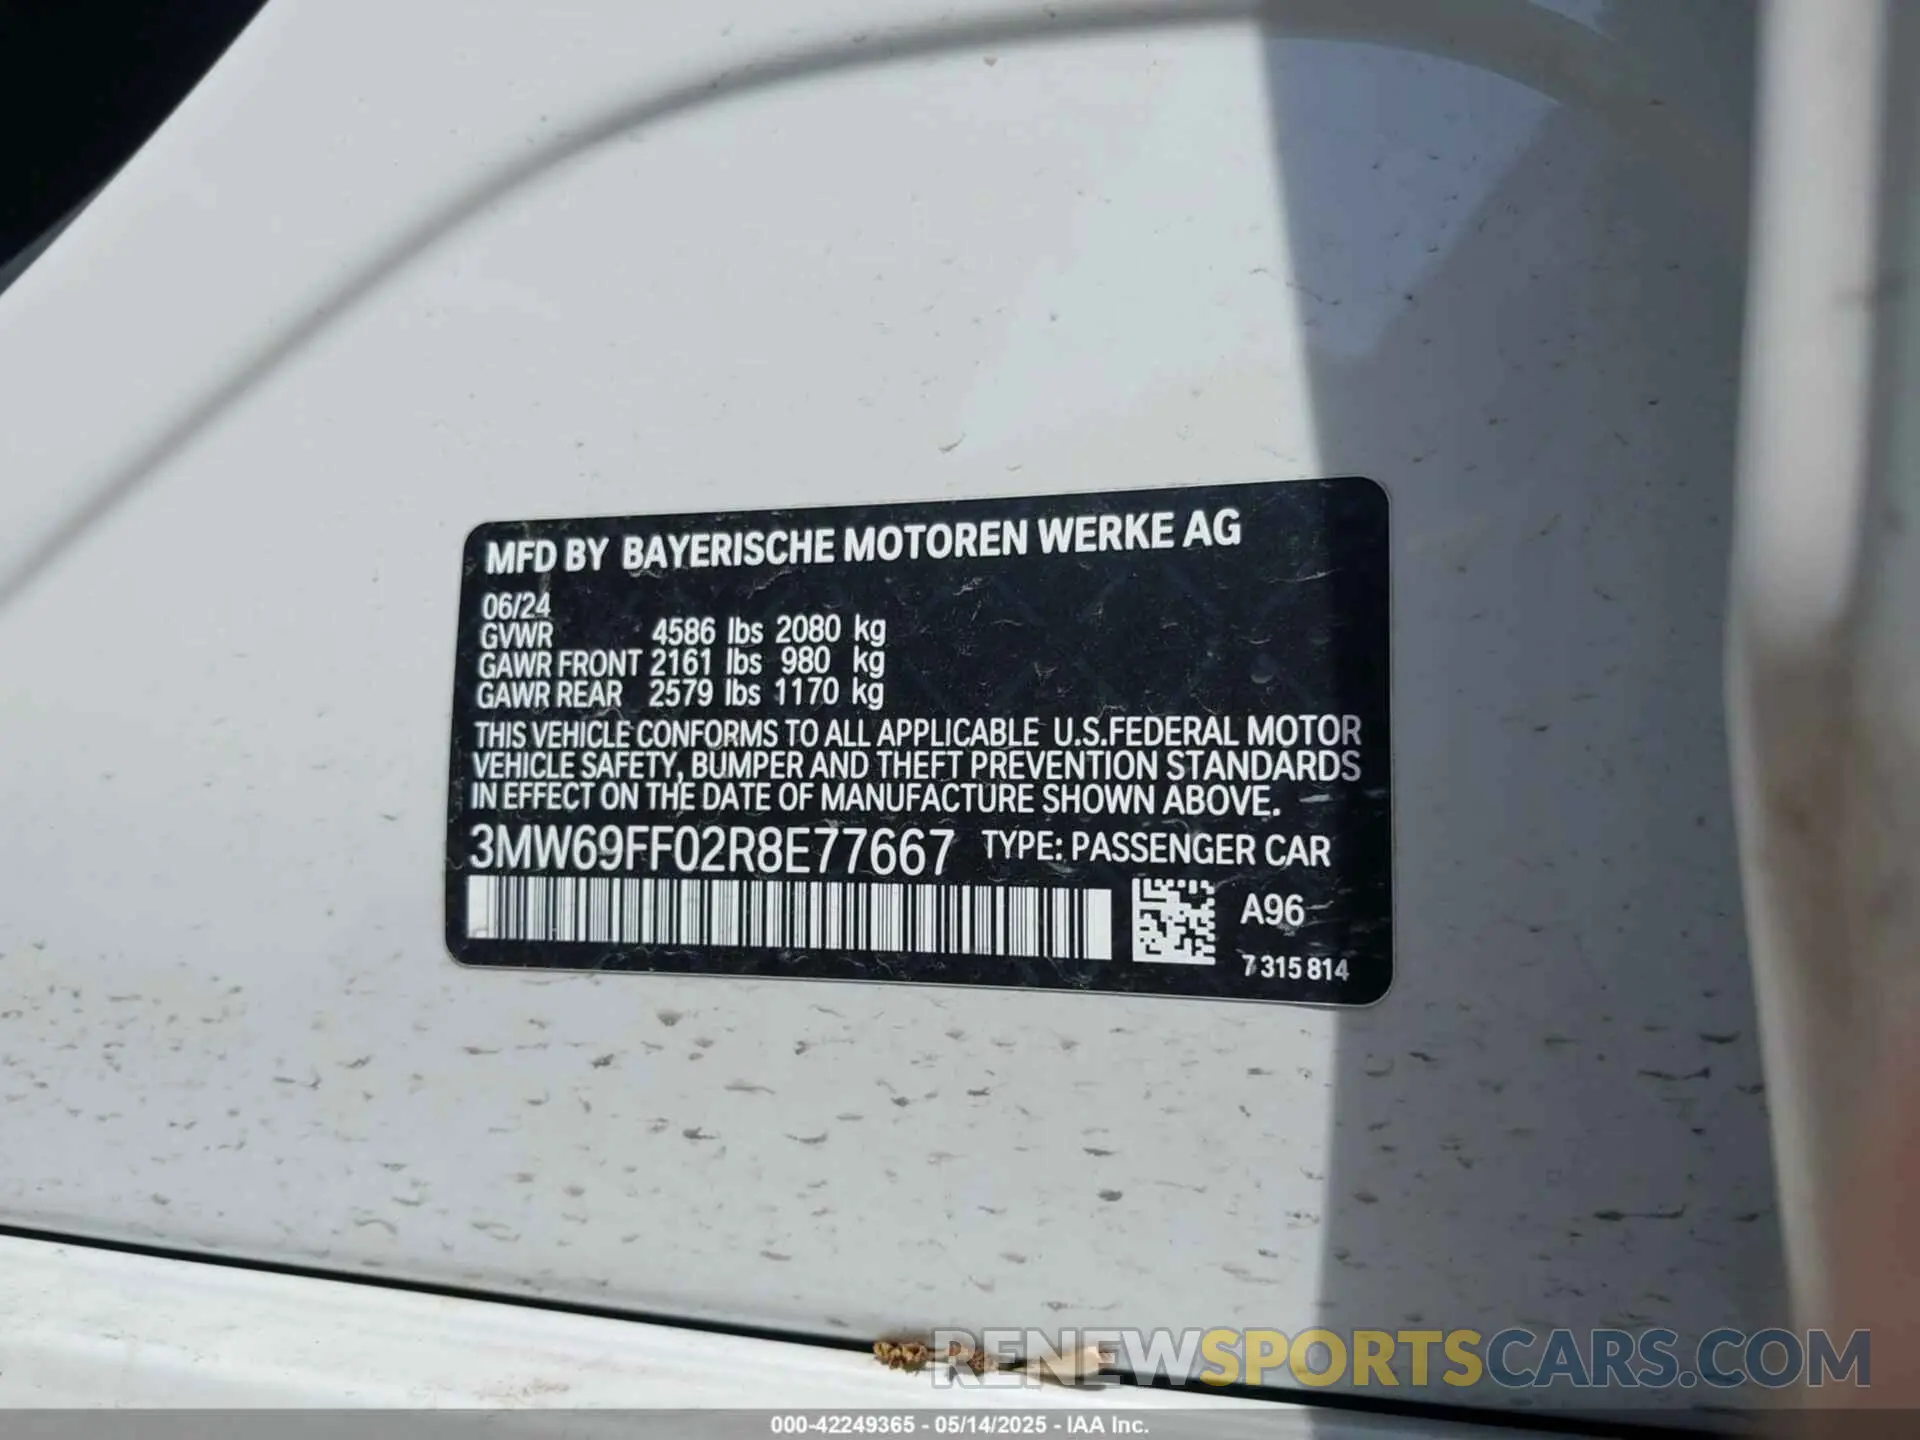 MFD BY BAYERISCHE MOTOREN WERKE AG
06/24
GVWR 4586 lbs 2080 kg
GAWR FRONT 2161 lbs 980 kg
GAWR REAR 2579 lbs 1170 kg
THIS VEHICLE CONFORMS TO ALL APPLICABLE U.S.FEDERAL MOTOR
VEHICLE SAFETY, BUMPER AND THEFT PREVENTION STANDARDS
IN EFFECT ON THE DATE OF MANUFACTURE SHOWN ABOVE.
3MW69FF02R8E77667 TYPE: PASSENGER CAR
A96
7 315 814
RENEWSPORTSCARS.COM
000-42249365 - 05/14/2025 - IAA Inc.